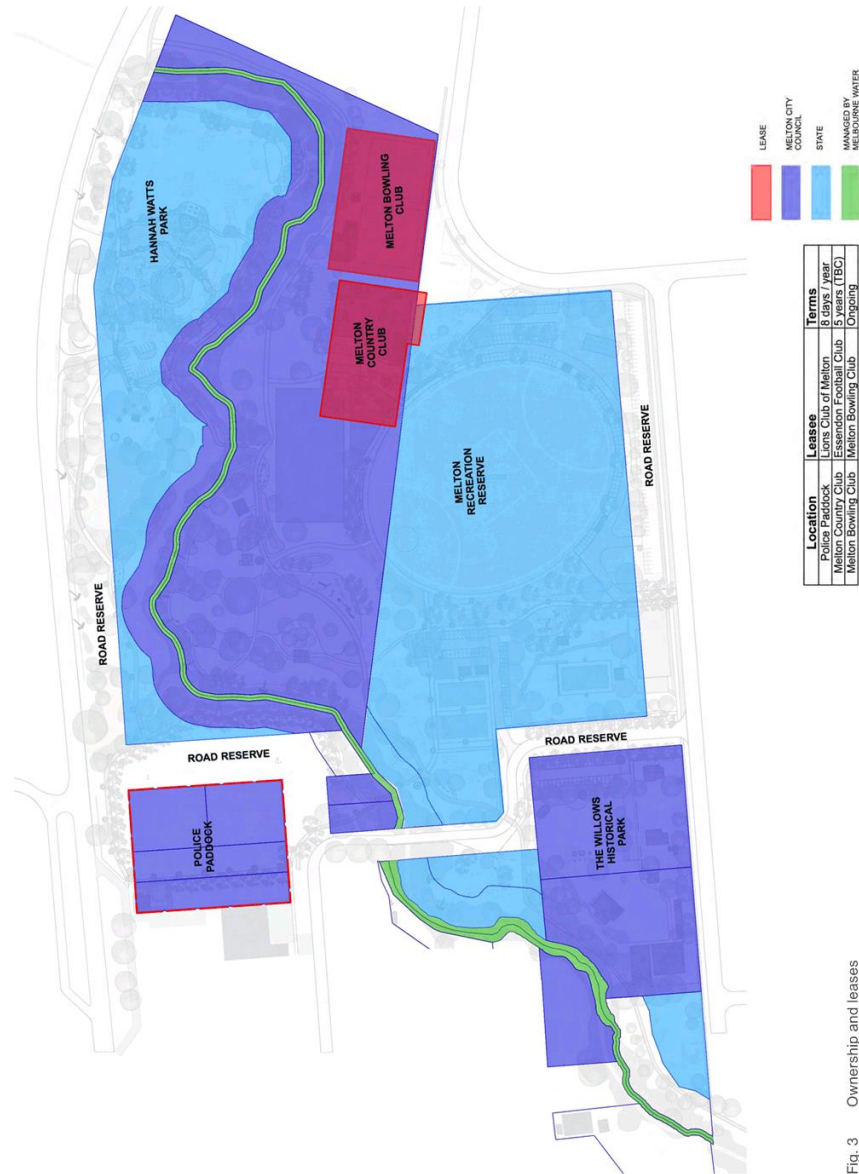 HANNAH WATTS
PARK
MELTON BOWLING
CLUB
MELTON
COUNTRY
CLUB
MELTON
RECREATION
RESERVE
ROAD RESERVE
ROAD RESERVE
ROAD RESERVE
ROAD RESERVE
POLICE
PADDOCK
THE WILLOWS
HISTORICAL
PARK
LEASE
MELTON CITY
COUNCIL
STATE
MANAGED BY
MELBOURNE WATER
Location Leasee Terms
Police Paddock Lions Club of Melton 8 days / year
Melton Country Club Essendon Football Club 5 years (TBC)
Melton Bowling Club Melton Bowling Club Ongoing
Fig. 3 Ownership and leases